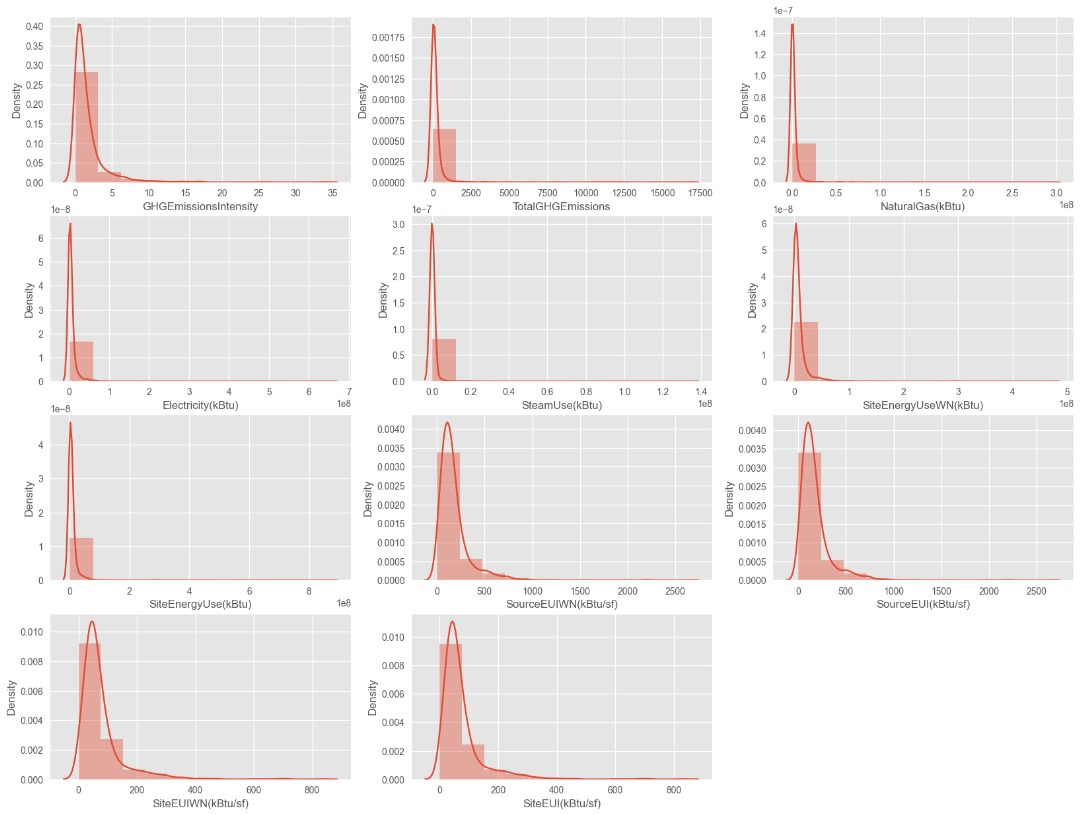 0.40
0.35
0.30
0.25
0.20
0.15
0.10
0.05
0.00
Density
0 5 10 15 20 25 30 35
GHGEmissionsIntensity
0.00175
0.00150
0.00125
0.00100
0.00075
0.00050
0.00025
0.00000
Density
0 2500 5000 7500 10000 12500 15000 17500
TotalGHGEmissions
1e-7
1.4
1.2
1.0
0.8
0.6
0.4
0.2
0.0
Density
0.0 0.5 1.0 1.5 2.0 2.5 3.0
1e8
NaturalGas(kBtu)
1e-8
6
5
4
3
2
1
0
Density
0 1 2 3 4 5 6 7
1e8
Electricity(kBtu)
1e-7
3.0
2.5
2.0
1.5
1.0
0.5
0.0
Density
0.0 0.2 0.4 0.6 0.8 1.0 1.2 1.4
1e8
SteamUse(kBtu)
1e-8
6
5
4
3
2
1
0
Density
0 1 2 3 4 5
1e8
SiteEnergyUseWN(kBtu)
1e-8
4
3
2
1
0
Density
0 2 4 6 8
1e8
SiteEnergyUse(kBtu)
0.0040
0.0035
0.0030
0.0025
0.0020
0.0015
0.0010
0.0005
0.0000
Density
0 500 1000 1500 2000 2500
SourceEUIWN(kBtu/sf)
0.0040
0.0035
0.0030
0.0025
0.0020
0.0015
0.0010
0.0005
0.0000
Density
0 500 1000 1500 2000 2500
SourceEUI(kBtu/sf)
0.010
0.008
0.006
0.004
0.002
0.000
Density
0 200 400 600 800
SiteEUIWN(kBtu/sf)
0.010
0.008
0.006
0.004
0.002
0.000
Density
0 200 400 600 800
SiteEUI(kBtu/sf)